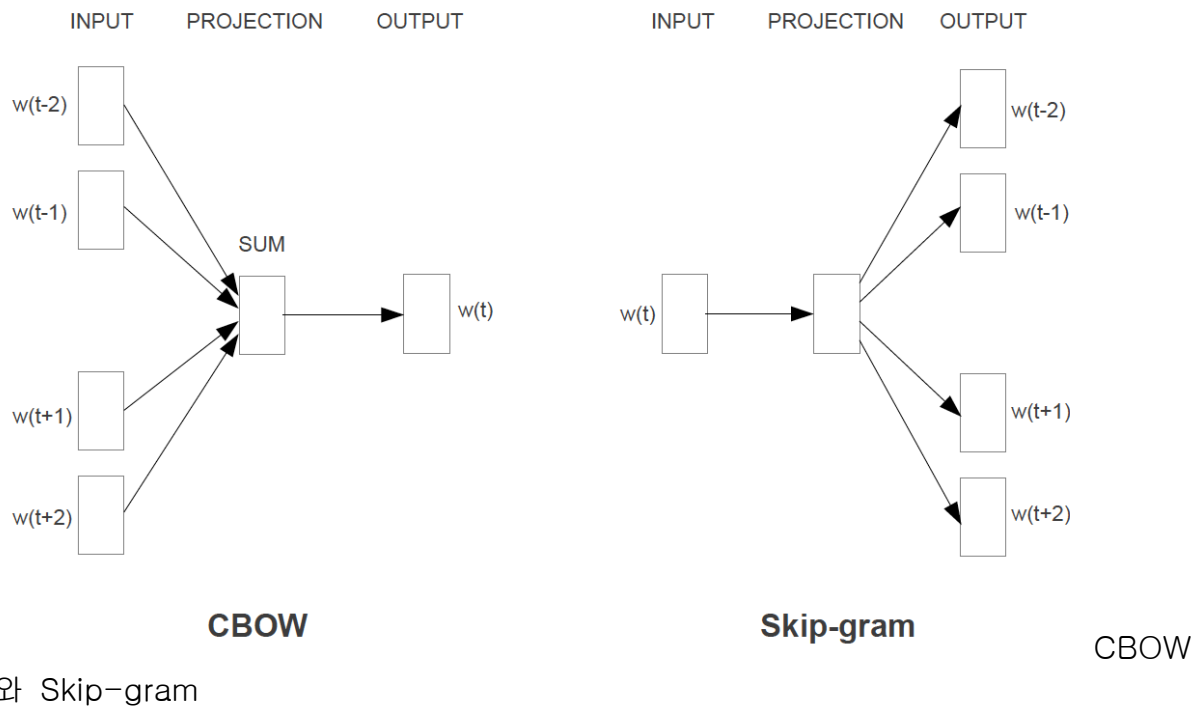 INPUT PROJECTION OUTPUT
w(t-2)
w(t-1)
SUM
w(t)
w(t+1)
w(t+2)
CBOW
INPUT PROJECTION OUTPUT
w(t-2)
w(t-1)
w(t)
w(t+1)
w(t+2)
Skip-gram
CBOW
와 Skip-gram